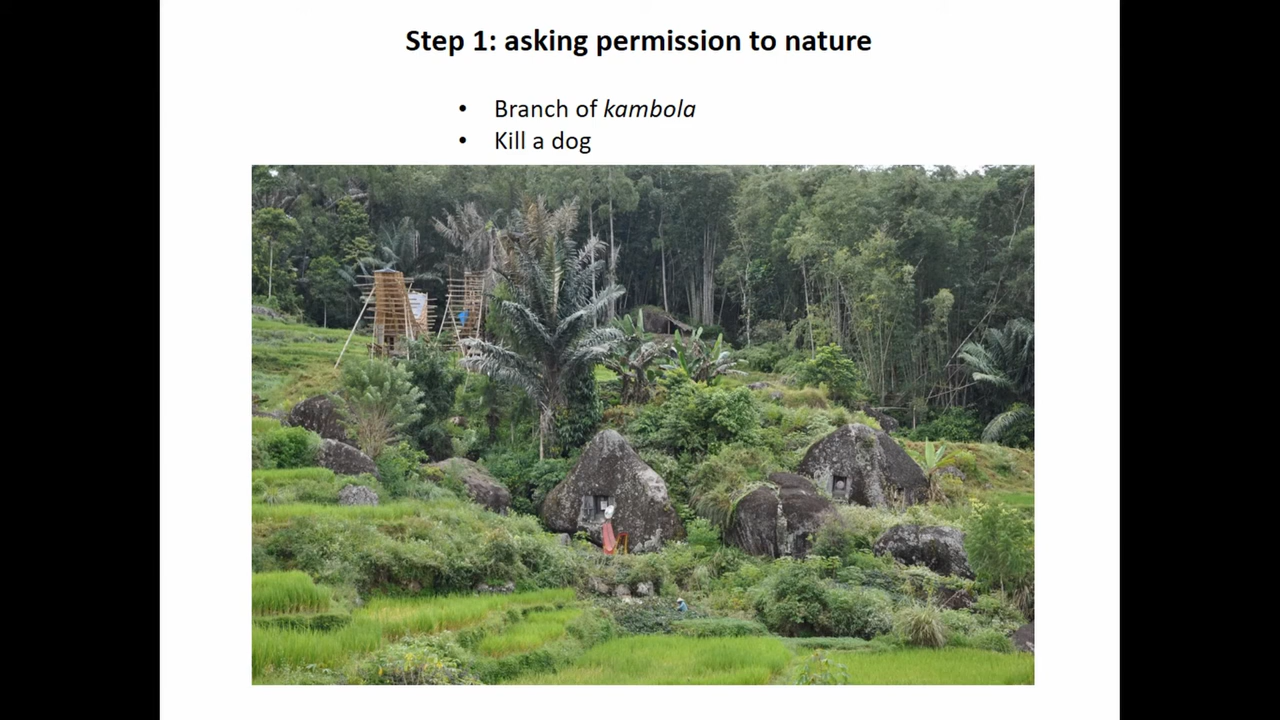 Step 1: asking permission to nature
• Branch of kambola
• Kill a dog